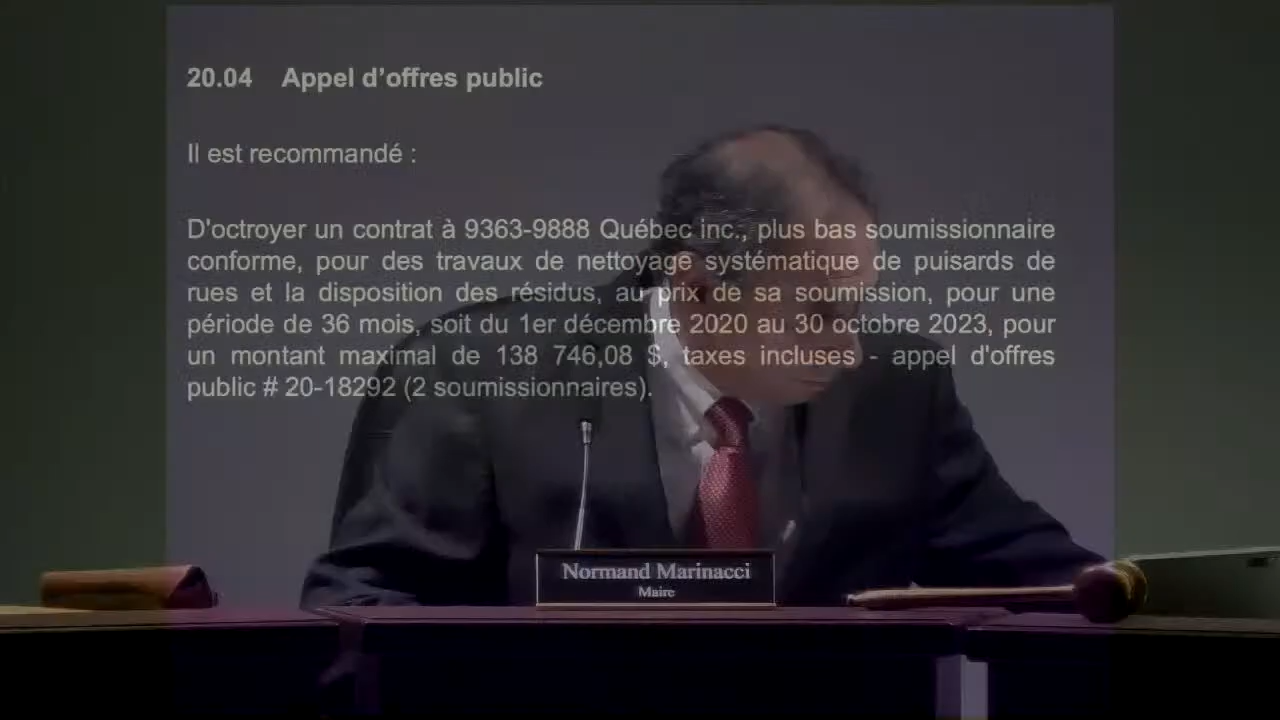 20.04 Appel d’offres public
Il est recommandé :
D'octroyer un contrat à 9363-9888 Québec inc., plus bas soumissionnaire
conforme, pour des travaux de nettoyage systématique de puisards de
rues et la disposition des résidus, au prix de sa soumission, pour une
période de 36 mois, soit du 1er décembre 2020 au 30 octobre 2023, pour
un montant maximal de 138 746,08 $, taxes incluses - appel d'offres
public # 20-18292 (2 soumissionnaires).
Normand Marinacci
Maire